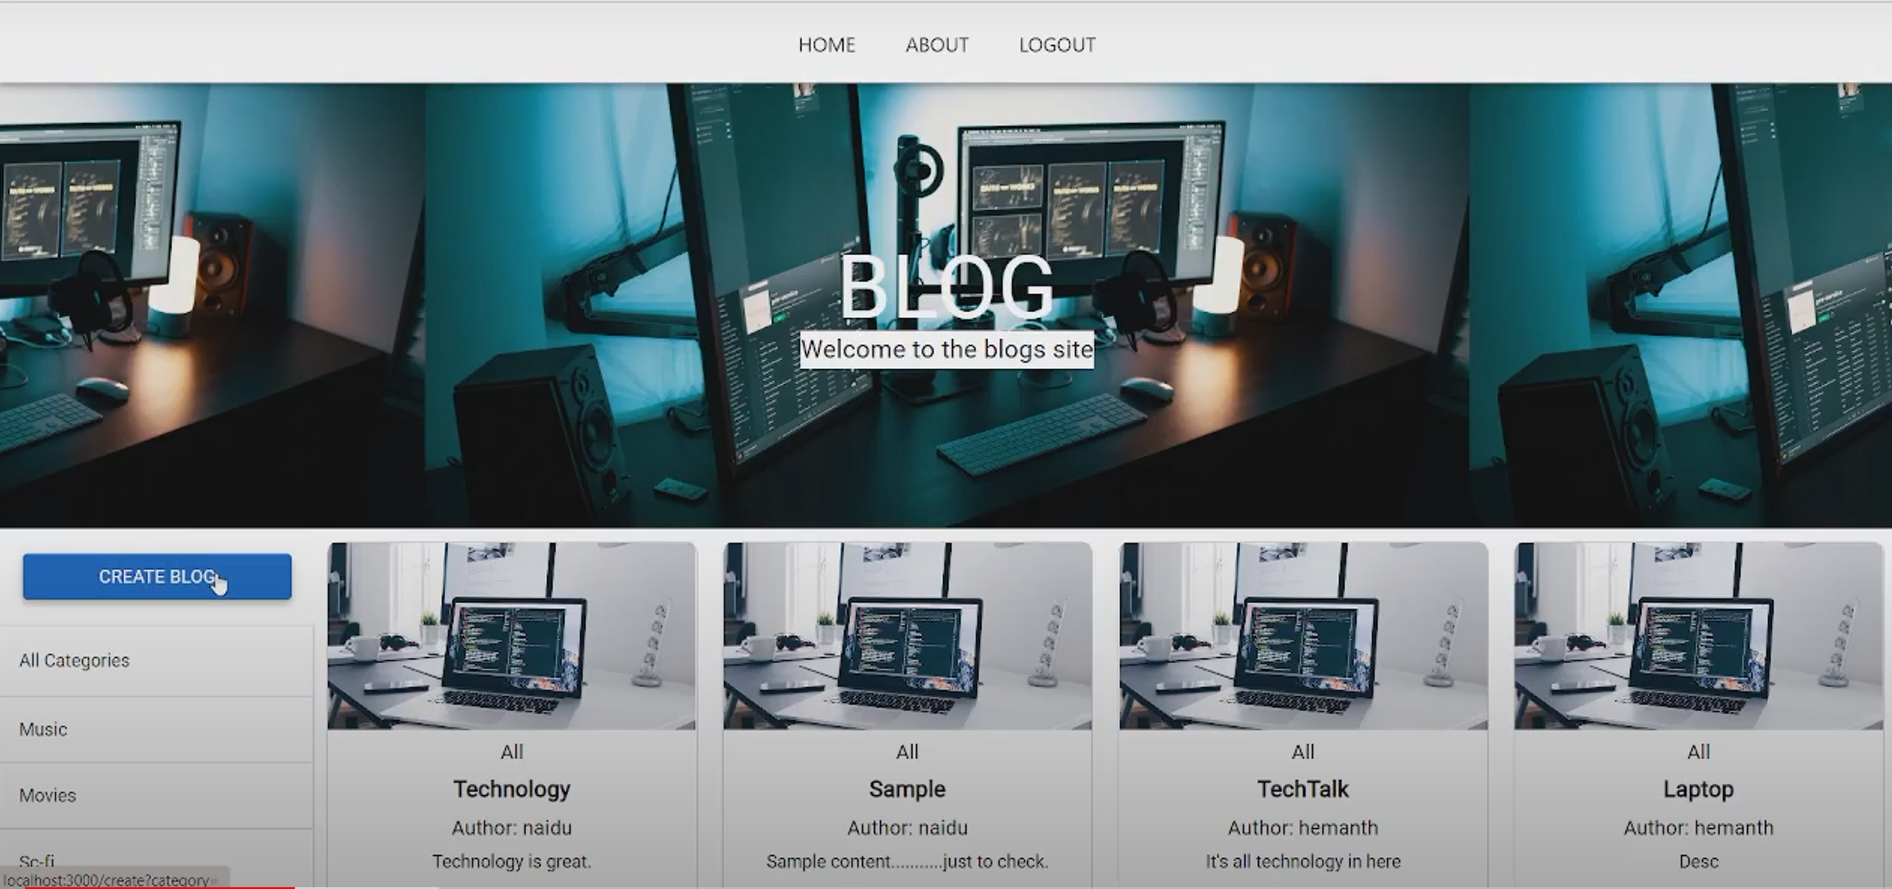 HOME ABOUT LOGOUT
BLOG
Welcome to the blogs site
CREATE BLOG
All Categories
Music
Movies
Sc-fi
All
Technology
Author: naidu
Technology is great.
All
Sample
Author: naidu
Sample content...........just to check.
All
TechTalk
Author: hemanth
It's all technology in here
All
Laptop
Author: hemanth
Desc
localhost:3000/create?category=